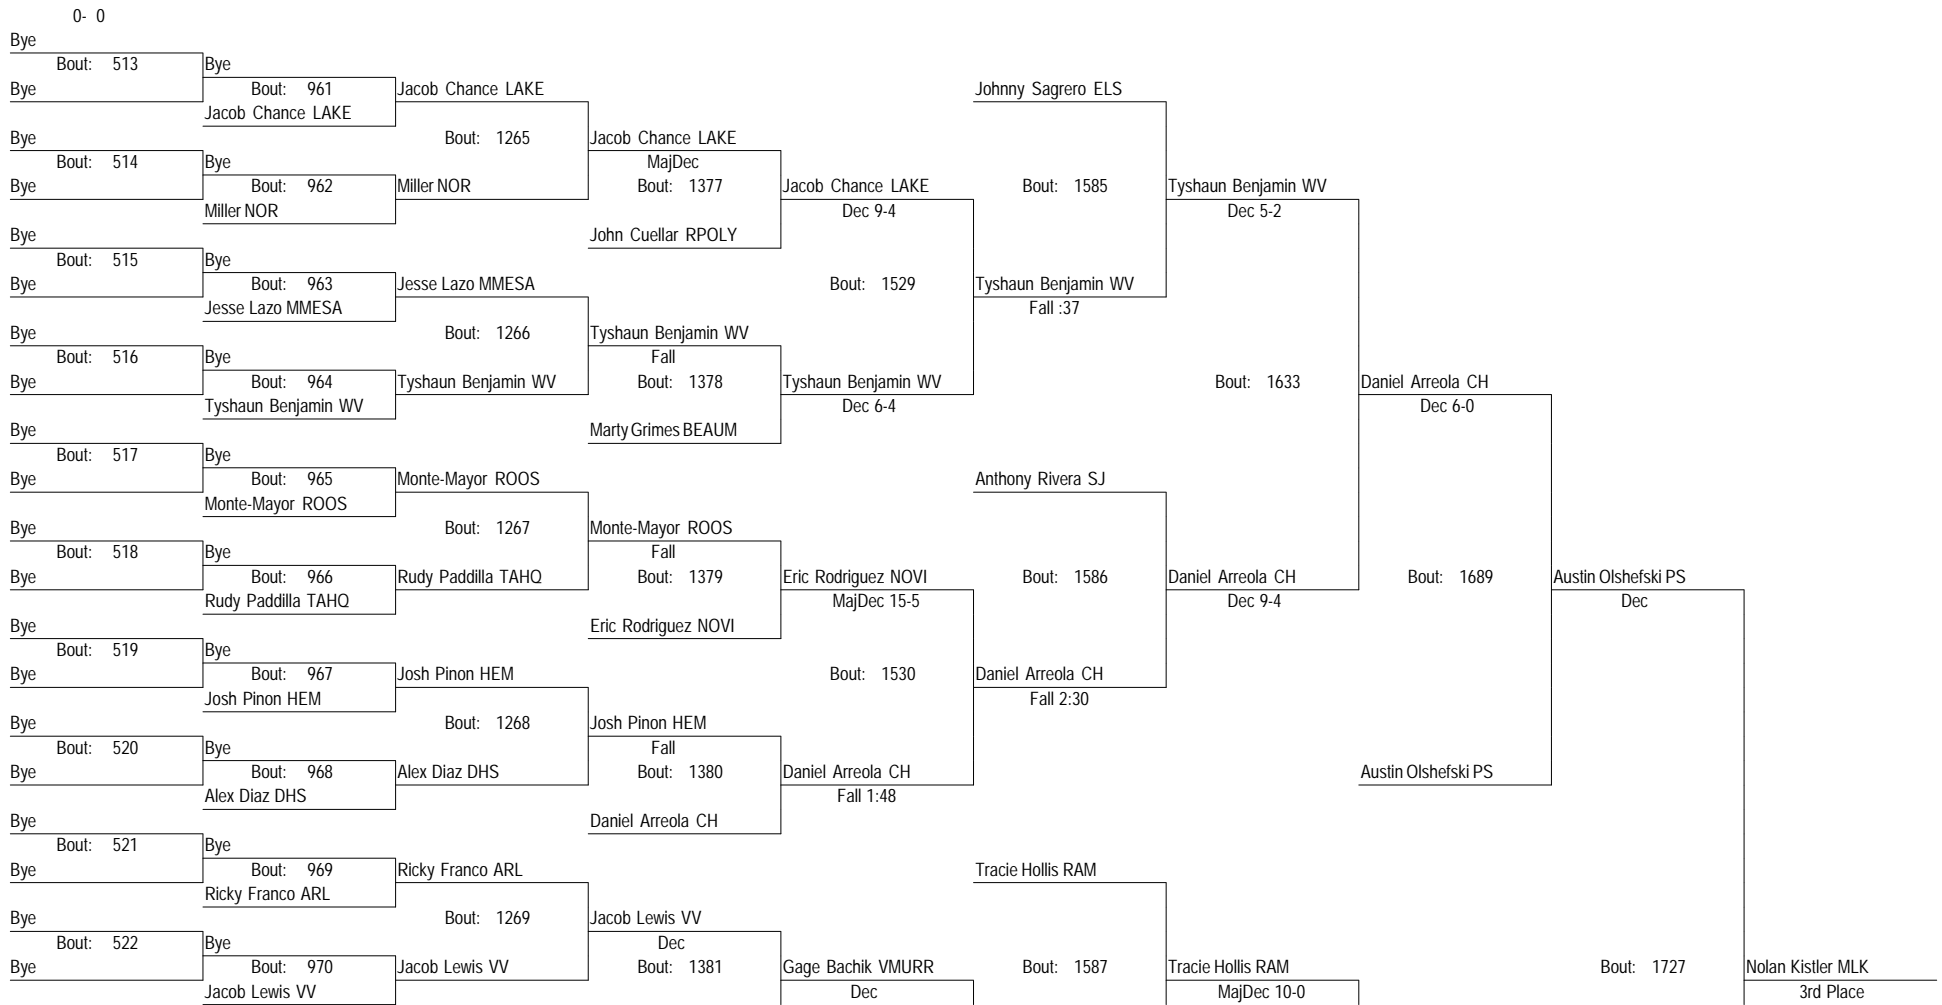 0- 0
Bye
Bout: 513 Bye
Bye Bout: 961 Jacob Chance LAKE Johnny Sagrero ELS
Jacob Chance LAKE
Bye Bout: 1265 Jacob Chance LAKE
Bout: 514 Bye MajDec
Bye Bout: 962 Miller NOR Bout: 1377 Jacob Chance LAKE Bout: 1585 Tyshaun Benjamin WV
Miller NOR Dec 9-4 Dec 5-2
Bye John Cuellar RPOLY
Bout: 515 Bye
Bye Bout: 963 Jesse Lazo MMESA Bout: 1529 Tyshaun Benjamin WV
Jesse Lazo MMESA Fall :37
Bye Bout: 1266 Tyshaun Benjamin WV
Bout: 516 Bye Fall
Bye Bout: 964 Tyshaun Benjamin WV Bout: 1378 Tyshaun Benjamin WV Bout: 1633 Daniel Arreola CH
Tyshaun Benjamin WV Dec 6-4 Dec 6-0
Bye Marty Grimes BEAUM
Bout: 517 Bye
Bye Bout: 965 Monte-Mayor ROOS Anthony Rivera SJ
Monte-Mayor ROOS
Bye Bout: 1267 Monte-Mayor ROOS
Bout: 518 Bye Fall
Bye Bout: 966 Rudy Paddilla TAHQ Bout: 1379 Eric Rodriguez NOVI Bout: 1586 Daniel Arreola CH Bout: 1689 Austin Olshefski PS
Rudy Paddilla TAHQ MajDec 15-5 Dec 9-4 Dec
Bye Eric Rodriguez NOVI
Bout: 519 Bye
Bye Bout: 967 Josh Pinon HEM Bout: 1530 Daniel Arreola CH
Josh Pinon HEM Fall 2:30
Bye Bout: 1268 Josh Pinon HEM
Bout: 520 Bye Fall
Bye Bout: 968 Alex Diaz DHS Bout: 1380 Daniel Arreola CH Austin Olshefski PS
Alex Diaz DHS Fall 1:48
Bye Daniel Arreola CH
Bout: 521 Bye
Bye Bout: 969 Ricky Franco ARL Tracie Hollis RAM
Ricky Franco ARL
Bye Bout: 1269 Jacob Lewis VV
Bout: 522 Bye Dec
Bye Bout: 970 Jacob Lewis VV Bout: 1381 Gage Bachik VMURR Bout: 1587 Tracie Hollis RAM Bout: 1727 Nolan Kistler MLK
Jacob Lewis VV Dec MajDec 10-0 3rd Place